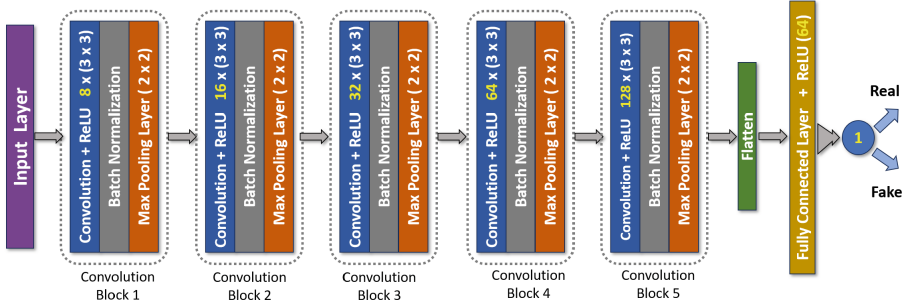 Input Layer
Convolution + ReLU 8 x (3 x 3)
Batch Normalization
Max Pooling Layer ( 2 x 2)
Convolution
Block 1
Convolution + ReLU 16 x (3 x 3)
Batch Normalization
Max Pooling Layer ( 2 x 2)
Convolution
Block 2
Convolution + ReLU 32 x (3 x 3)
Batch Normalization
Max Pooling Layer ( 2 x 2)
Convolution
Block 3
Convolution + ReLU 64 x (3 x 3)
Batch Normalization
Max Pooling Layer ( 2 x 2)
Convolution
Block 4
Convolution + ReLU 128 x (3 x 3)
Batch Normalization
Max Pooling Layer ( 2 x 2)
Convolution
Block 5
Flatten
Fully Connected Layer + ReLU (64)
1
Real
Fake